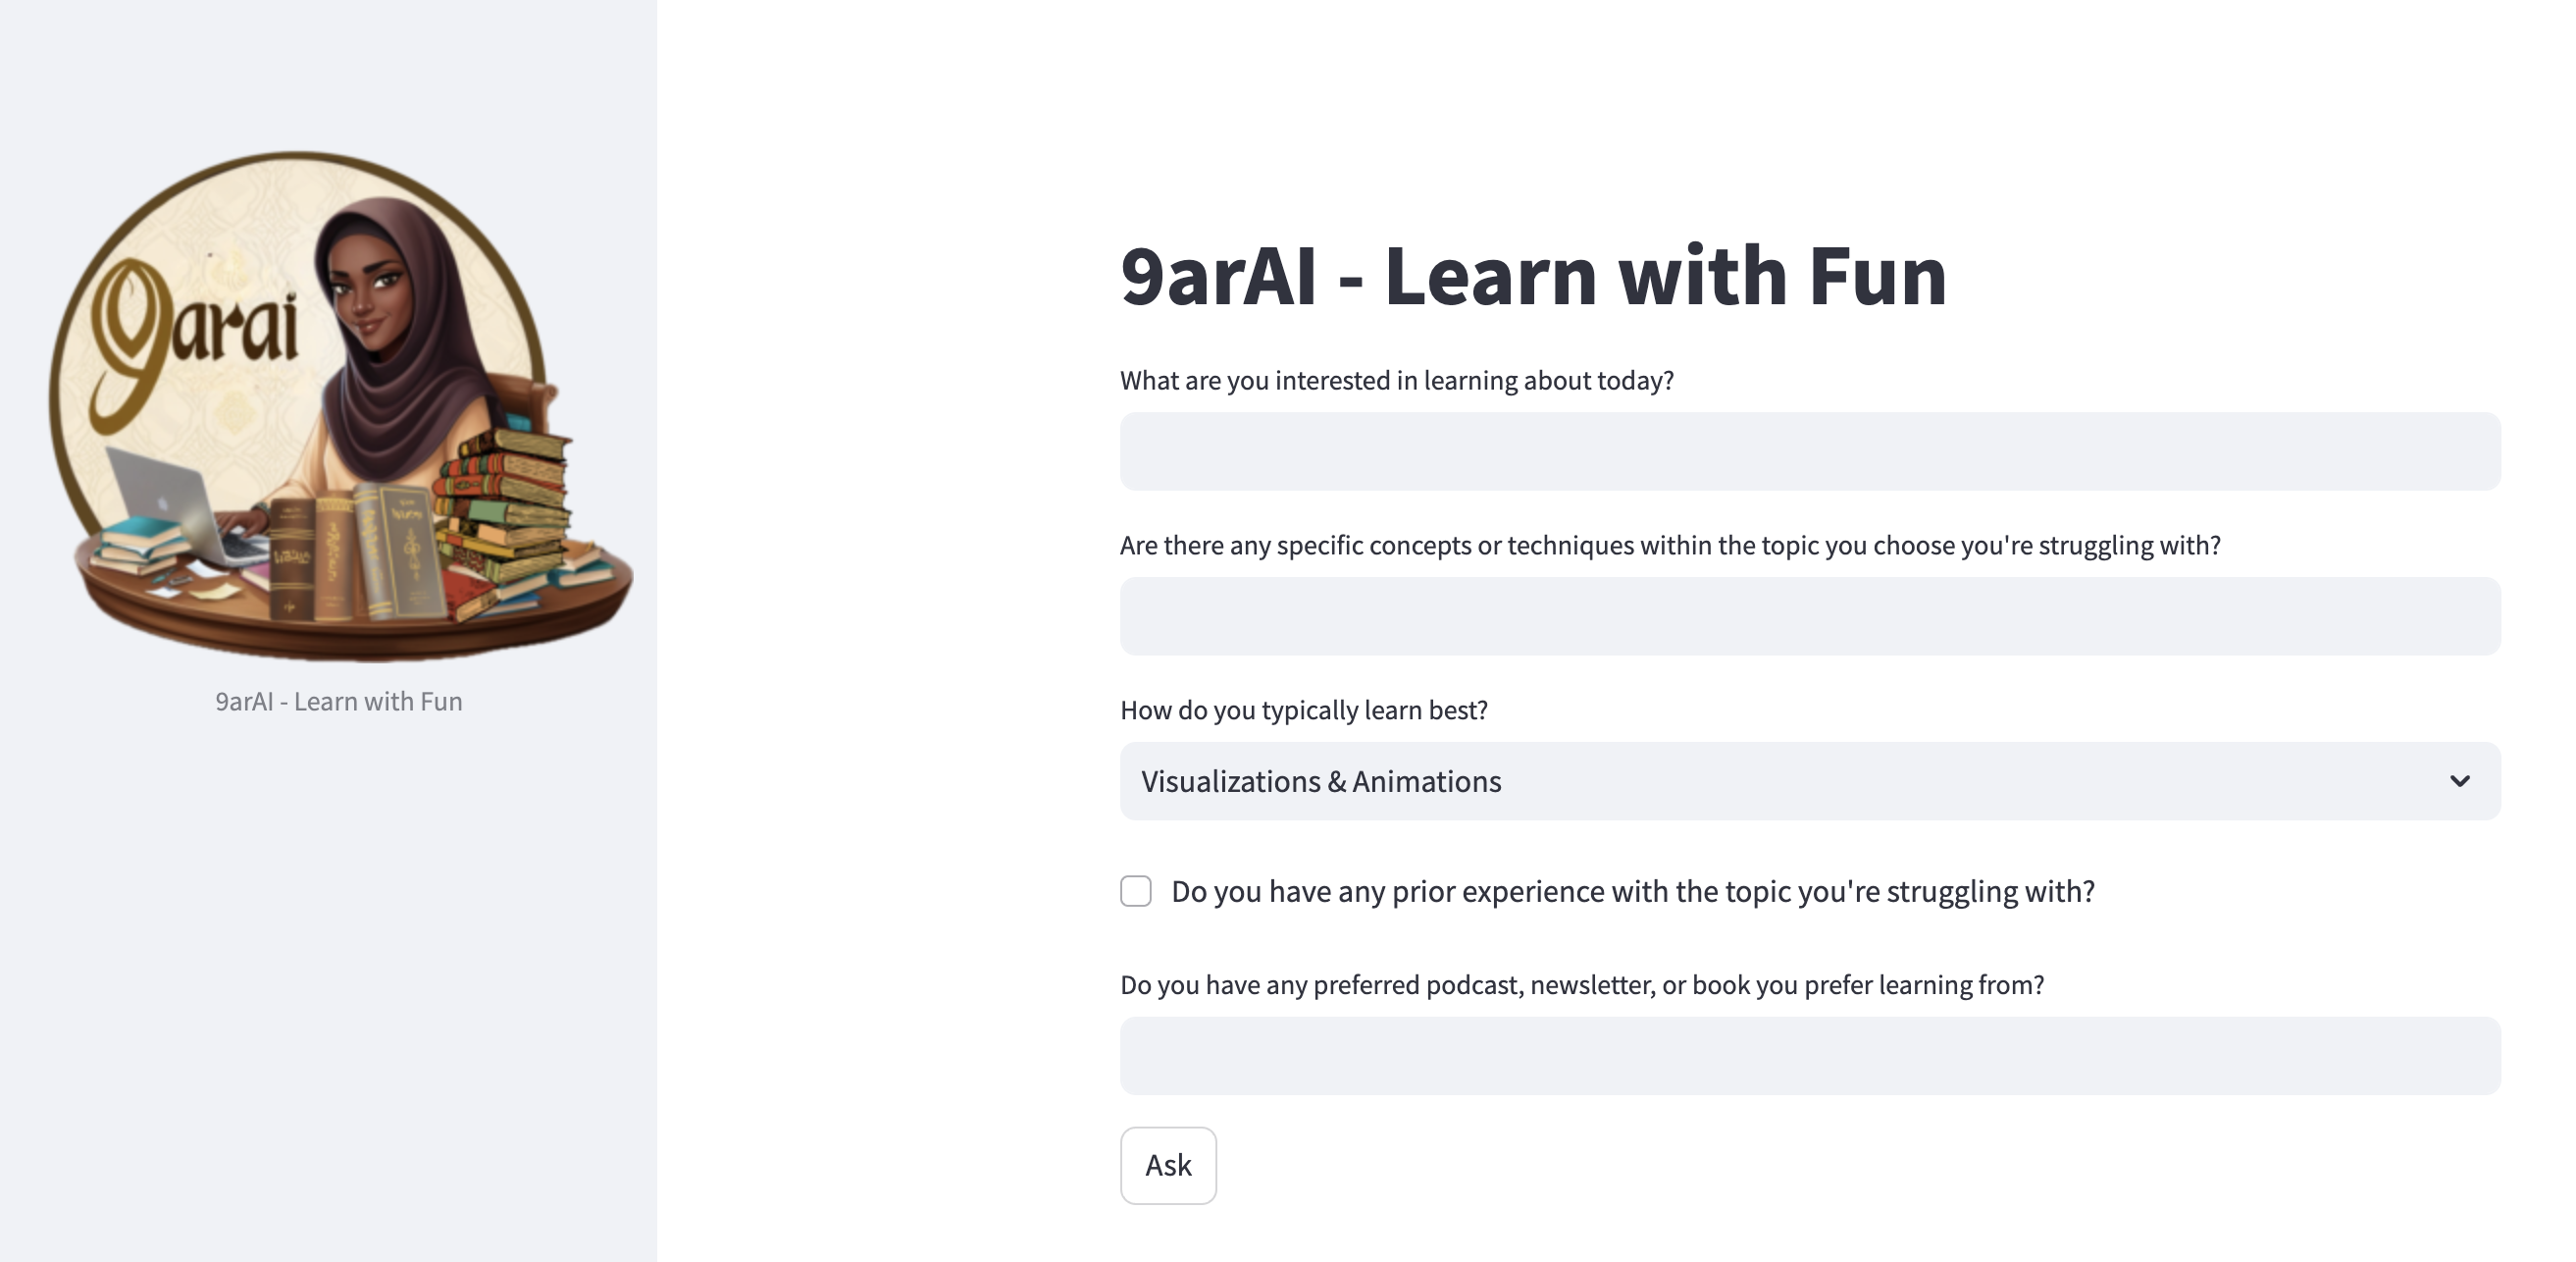 9arai
9arAI - Learn with Fun
9arAI - Learn with Fun
What are you interested in learning about today?
Are there any specific concepts or techniques within the topic you choose you're struggling with?
How do you typically learn best?
Visualizations & Animations
Do you have any prior experience with the topic you're struggling with?
Do you have any preferred podcast, newsletter, or book you prefer learning from?
Ask